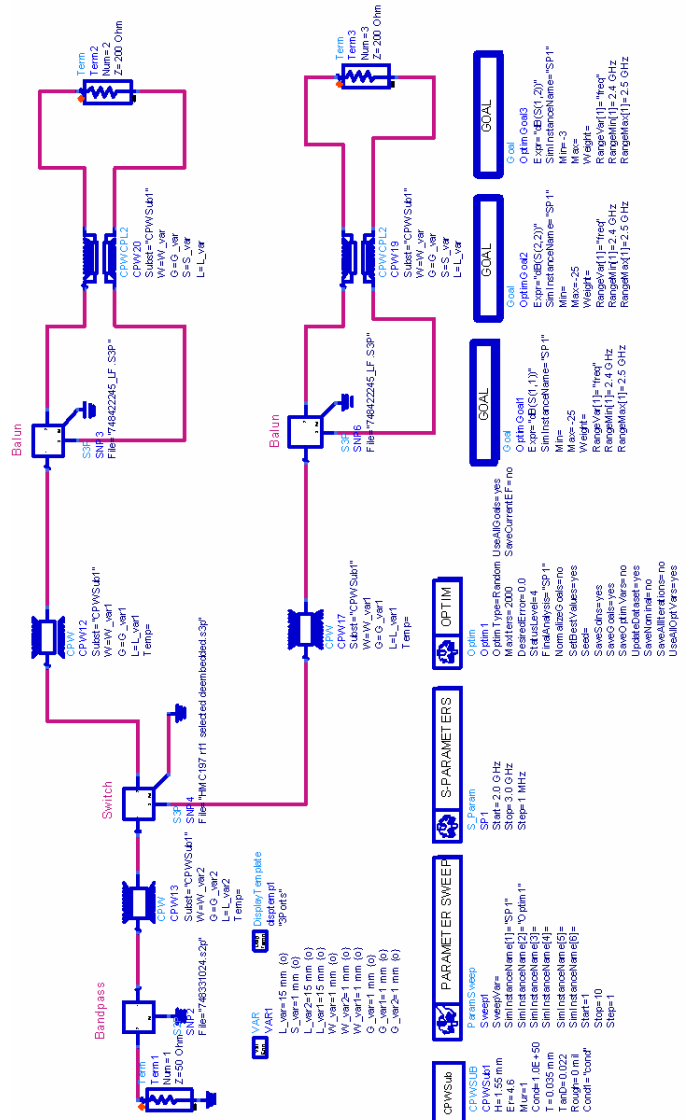 Term
Term1
Num=1
Z=50 Ohm
Bandpass
SNP2
File="748331024.s2p"
CPW
CPW13
Subst="CPWSub1"
W=W_var2
G=G_var2
L=L_var2
Temp=
Switch
S3P
SNP4
File="HMC197 rf1 selected deembedded.s3p"
CPW
CPW12
Subst="CPWSub1"
W=W_var1
G=G_var1
L=L_var1
Temp=
Balun
S3P
SNP3
File="748422245_LF.S3P"
CPWCPL2
CPW20
Subst="CPWSub1"
W=W_var
G=G_var
S=S_var
L=L_var
Term
Term2
Num=2
Z=200 Ohm
CPW
CPW17
Subst="CPWSub1"
W=W_var1
G=G_var1
L=L_var1
Temp=
Balun
S3P
SNP6
File="748422245_LF.S3P"
CPWCPL2
CPW19
Subst="CPWSub1"
W=W_var
G=G_var
S=S_var
L=L_var
Term
Term3
Num=3
Z=200 Ohm
VAR
VAR1
L_var=15 mm {o}
S_var=1 mm {o}
L_var2=15 mm {o}
L_var1=15 mm {o}
W_var=1 mm {o}
W_var2=1 mm {o}
W_var1=1 mm {o}
G_var1=1 mm {o}
G_var=1 mm {o}
G_var2=1 mm {o}
DisplayTemplate
disptemp1
"3Ports"
CPWSub
CPWSUB
CPWSub1
H=1.55 mm
Er=4.6
Mur=1
Cond=1.0E+50
T=0.035 mm
TanD=0.022
Rough=0 mil
Cond1="cond"
PARAMETER SWEEP
ParamSweep
Sweep1
SweepVar=
SimInstanceName[1]="SP1"
SimInstanceName[2]="Optim1"
SimInstanceName[3]=
SimInstanceName[4]=
SimInstanceName[5]=
SimInstanceName[6]=
Start=1
Stop=10
Step=1
S-PARAMETERS
S_Param
SP1
Start=2.0 GHz
Stop=3.0 GHz
Step=1 MHz
OPTIM
Optim
Optim1
OptimType=Random
MaxIters=2000
DesiredError=0.0
StatusLevel=4
FinalAnalysis="SP1"
NormalizeGoals=no
SetBestValues=yes
Seed=
SaveSolns=yes
SaveGoals=yes
SaveOptimVars=no
UpdateDataset=yes
SaveNominal=no
SaveAllIterations=no
UseAllOptVars=yes
UseAllGoals=yes
SaveCurrentEF=no
GOAL
Goal
OptimGoal1
Expr="dB(S(1,1))"
SimInstanceName="SP1"
Min=
Max=-25
Weight=
RangeVar[1]="freq"
RangeMin[1]=2.4 GHz
RangeMax[1]=2.5 GHz
GOAL
Goal
OptimGoal2
Expr="dB(S(2,2))"
SimInstanceName="SP1"
Min=
Max=-25
Weight=
RangeVar[1]="freq"
RangeMin[1]=2.4 GHz
RangeMax[1]=2.5 GHz
GOAL
Goal
OptimGoal3
Expr="dB(S(1,2))"
SimInstanceName="SP1"
Min=-3
Max=
Weight=
RangeVar[1]="freq"
RangeMin[1]=2.4 GHz
RangeMax[1]=2.5 GHz